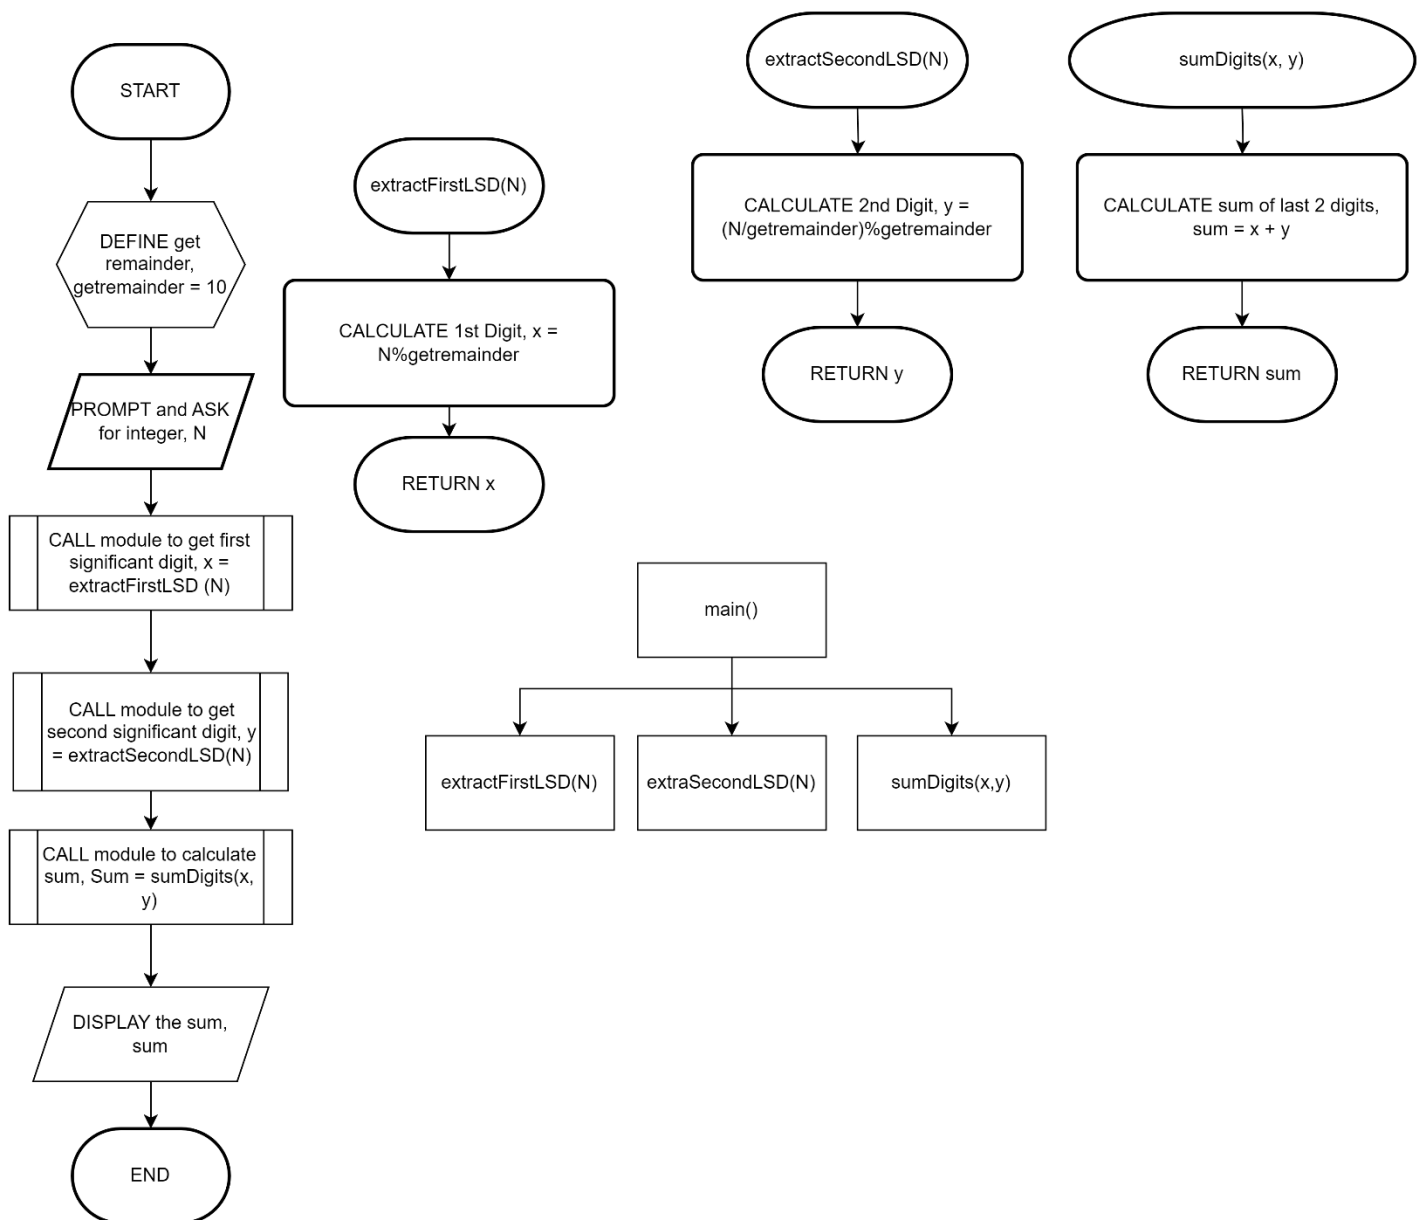 START
DEFINE get
remainder,
getremainder = 10
PROMPT and ASK
for integer, N
CALL module to get first
significant digit, x =
extractFirstLSD (N)
CALL module to get
second significant digit, y
= extractSecondLSD(N)
CALL module to calculate
sum, Sum = sumDigits(x,
y)
DISPLAY the sum,
sum
END
extractFirstLSD(N)
CALCULATE 1st Digit, x =
N%getremainder
RETURN x
extractSecondLSD(N)
CALCULATE 2nd Digit, y =
(N/getremainder)%getremainder
RETURN y
sumDigits(x, y)
CALCULATE sum of last 2 digits,
sum = x + y
RETURN sum
main()
extractFirstLSD(N)
extraSecondLSD(N)
sumDigits(x,y)